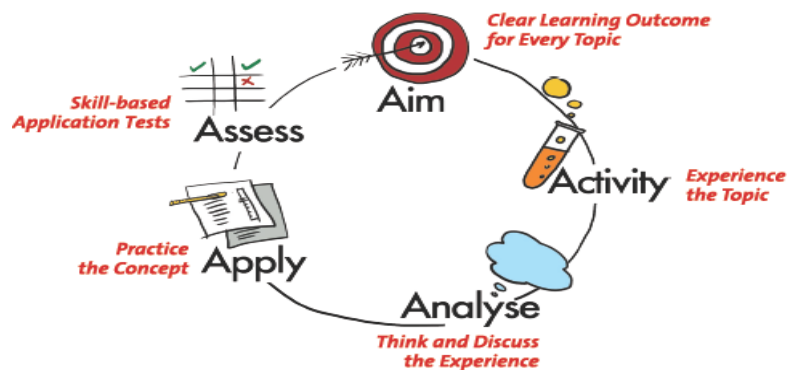 Aim
Clear Learning Outcome
for Every Topic
Activity
Experience
the Topic
Analyse
Think and Discuss
the Experience
Apply
Practice
the Concept
Assess
Skill-based
Application Tests